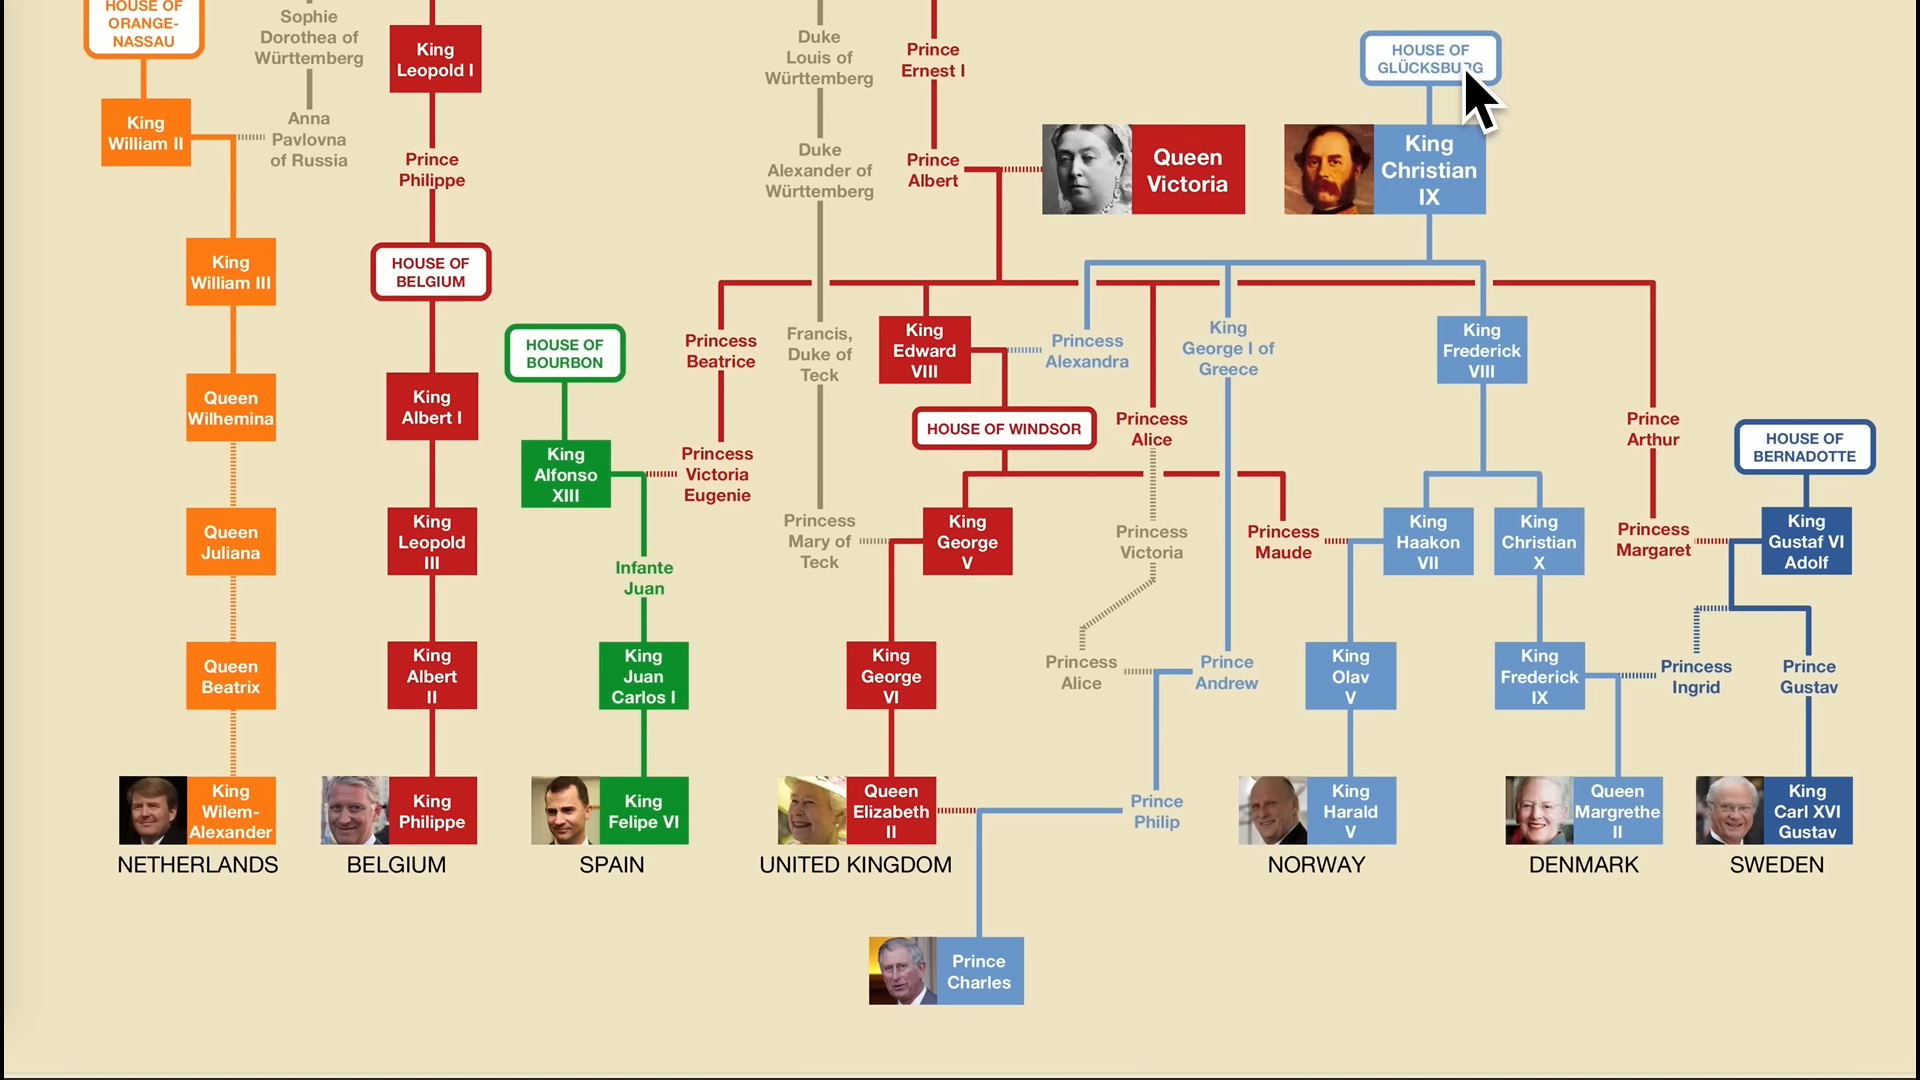 HOUSE OF
ORANGE-
NASSAU
Sophie
Dorothea of
Württemberg
King
Leopold I
Duke
Louis of
Württemberg
Prince
Ernest I
HOUSE OF
GLÜCKSBURG
King
William II
Anna
Pavlovna
of Russia
Prince
Philippe
Duke
Alexander of
Württemberg
Prince
Albert
Queen
Victoria
King
Christian
IX
King
William III
HOUSE OF
BELGIUM
HOUSE OF
BOURBON
Princess
Beatrice
Francis,
Duke of
Teck
King
Edward
VIII
Princess
Alexandra
King
George I of
Greece
King
Frederick
VIII
Queen
Wilhemina
King
Albert I
HOUSE OF WINDSOR
Princess
Alice
Prince
Arthur
HOUSE OF
BERNADOTTE
King
Alfonso
XIII
Princess
Victoria
Eugenie
Queen
Juliana
King
Leopold
III
Infante
Juan
Princess
Mary of
Teck
King
George
V
Princess
Victoria
Princess
Maude
King
Haakon
VII
King
Christian
X
Princess
Margaret
King
Gustaf VI
Adolf
Queen
Beatrix
King
Albert
II
King
Juan
Carlos I
King
George
VI
Princess
Alice
Prince
Andrew
King
Olav
V
King
Frederick
IX
Princess
Ingrid
Prince
Gustav
King
Wilem-
Alexander
King
Philippe
King
Felipe VI
Queen
Elizabeth
II
Prince
Philip
King
Harald
V
Queen
Margrethe
II
King
Carl XVI
Gustav
NETHERLANDS
BELGIUM
SPAIN
UNITED KINGDOM
NORWAY
DENMARK
SWEDEN
Prince
Charles